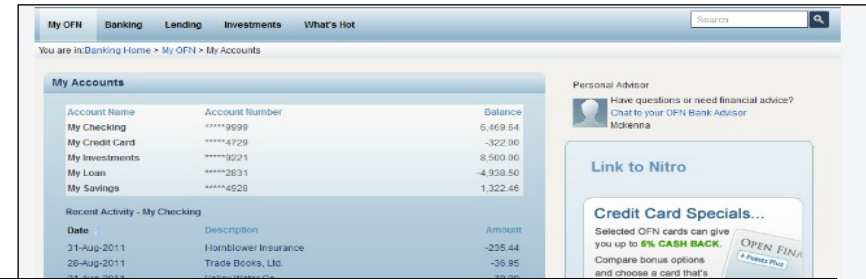 My OFN Banking Lending Investments What's Hot Search
You are in:Banking Home > My OFN > My Accounts
My Accounts
Account Name Account Number Balance
My Checking *****9999 6,469.64
My Credit Card *****4729 -322.00
My Investments *****9221 8,500.00
My Loan *****2831 -4,938.50
My Savings *****4928 1,322.46
Recent Activity - My Checking
Date Description Amount
31-Aug-2011 Hornblower Insurance -235.44
28-Aug-2011 Trade Books, Ltd. -36.95
Personal Advisor
Have questions or need financial advice?
Chat to your OFN Bank Advisor
Mckenna
Link to Nitro
Credit Card Specials...
Selected OFN cards can give
you up to 5% CASH BACK.
Compare bonus options
and choose a card that's
OPEN FINA
+ Points Plus